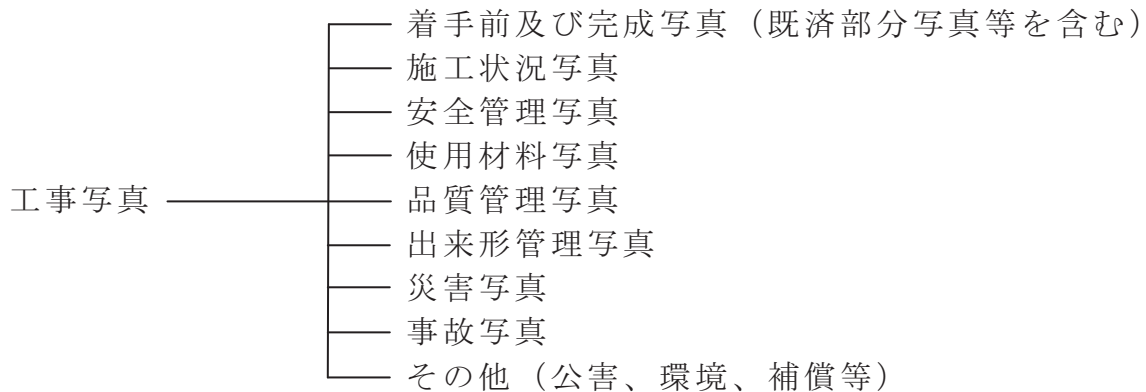 着手前及び完成写真（既済部分写真等を含む）
施工状況写真
安全管理写真
使用材料写真
工事写真
品質管理写真
出来形管理写真
災害写真
事故写真
その他（公害、環境、補償等）